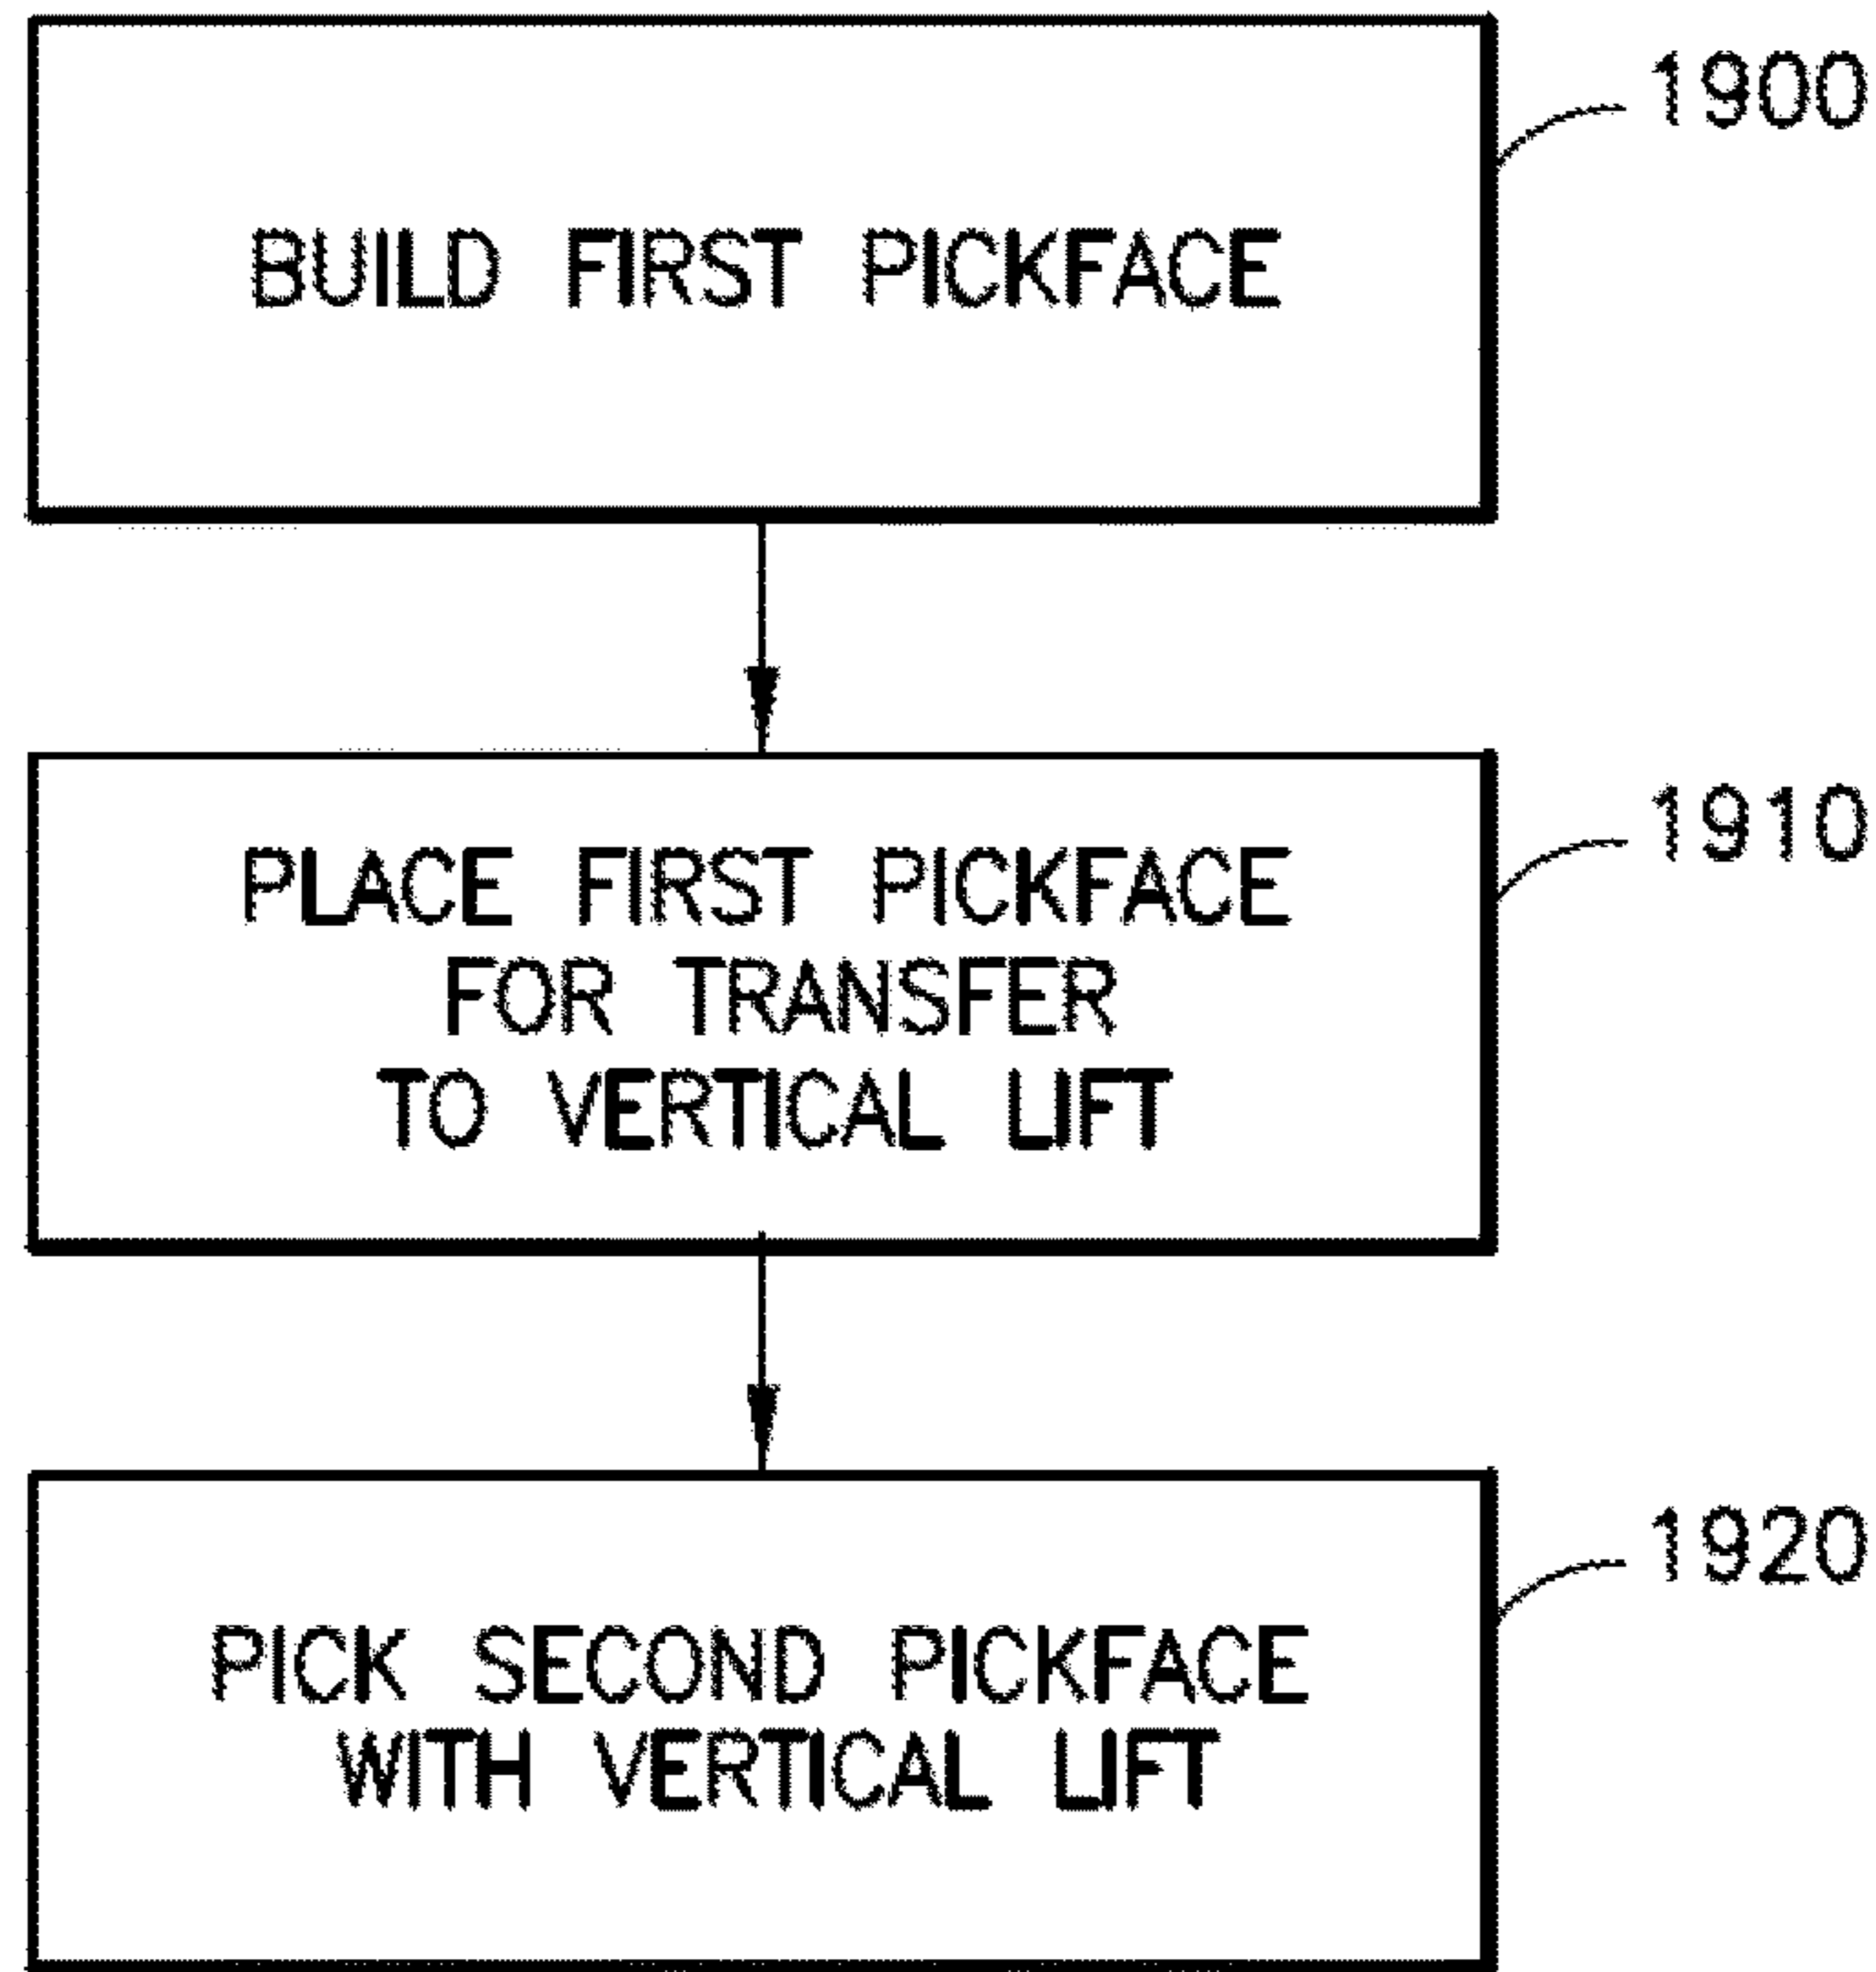 1900
BUILD FIRST PICKFACE
1910
PLACE FIRST PICKFACE
FOR TRANSFER
TO VERTICAL LIFT
1920
PICK SECOND PICKFACE
WITH VERTICAL LIFT